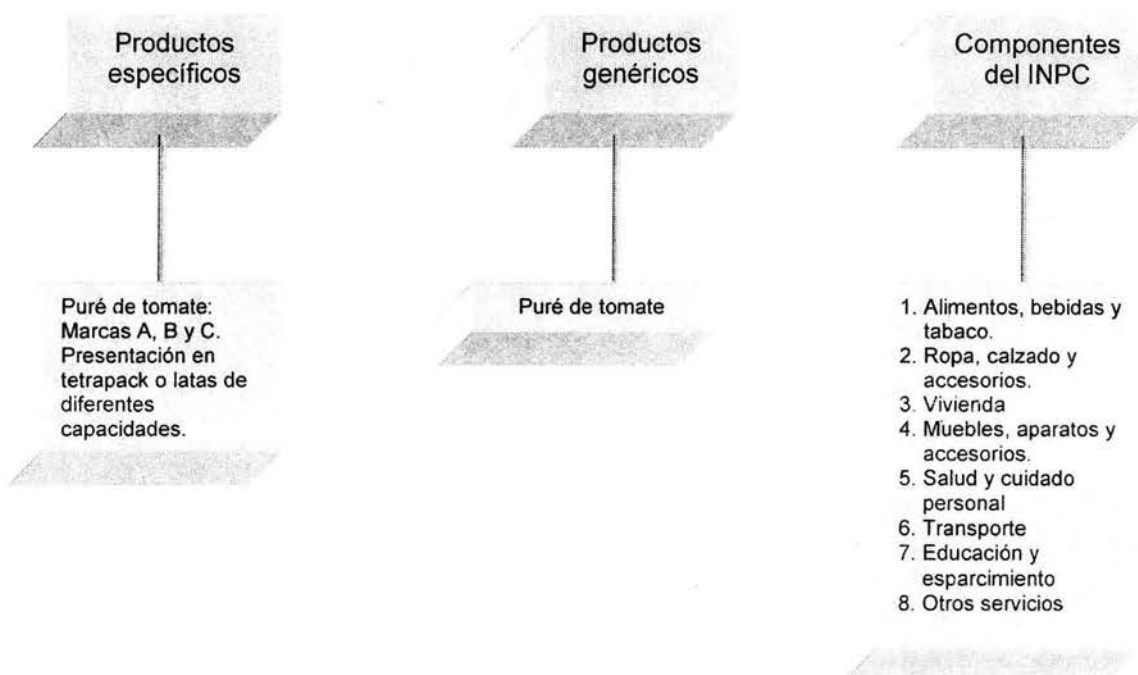 Productos
específicos
Productos
genéricos
Componentes
del INPC
Puré de tomate:
Marcas A, B y C.
Presentación en
tetrapack o latas de
diferentes
capacidades.
Puré de tomate
1. Alimentos, bebidas y
tabaco.
2. Ropa, calzado y
accesorios.
3. Vivienda
4. Muebles, aparatos y
accesorios.
5. Salud y cuidado
personal
6. Transporte
7. Educación y
esparcimiento
8. Otros servicios